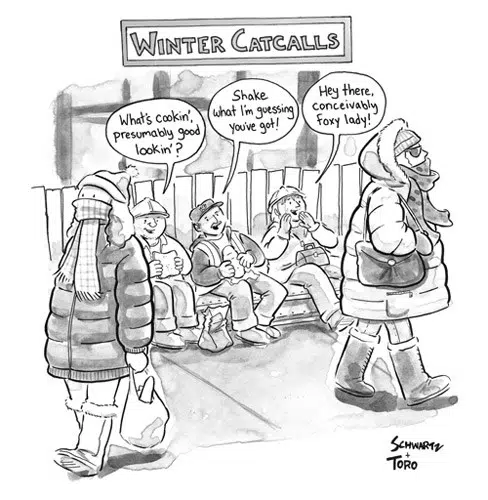 WINTER CATCALLS
What's cookin',
presumably good
lookin'?
Shake
what I'm guessing
you've got!
Hey there,
conceivably
foxy lady!
SCHWARTZ
+
TORO